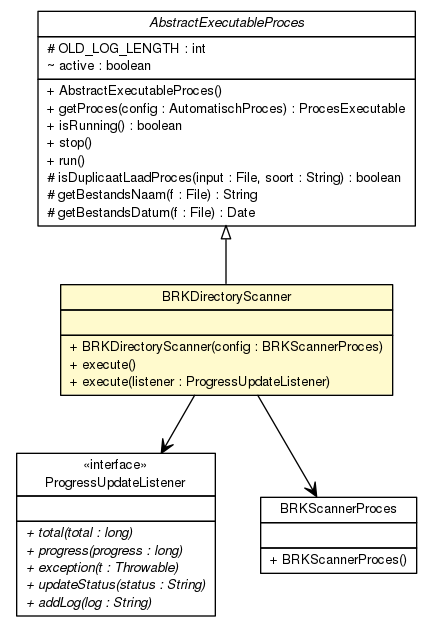 AbstractExecutableProces
# OLD_LOG_LENGTH : int
~ active : boolean
+ AbstractExecutableProces()
+ getProces(config : AutomatischProces) : ProcesExecutable
+ isRunning() : boolean
+ stop()
+ run()
# isDuplicaatLaadProces(input : File, soort : String) : boolean
# getBestandsNaam(f : File) : String
# getBestandsDatum(f : File) : Date
BRKDirectoryScanner
+ BRKDirectoryScanner(config : BRKScannerProces)
+ execute()
+ execute(listener : ProgressUpdateListener)
«interface»
ProgressUpdateListener
+ total(total : long)
+ progress(progress : long)
+ exception(t : Throwable)
+ updateStatus(status : String)
+ addLog(log : String)
BRKScannerProces
+ BRKScannerProces()